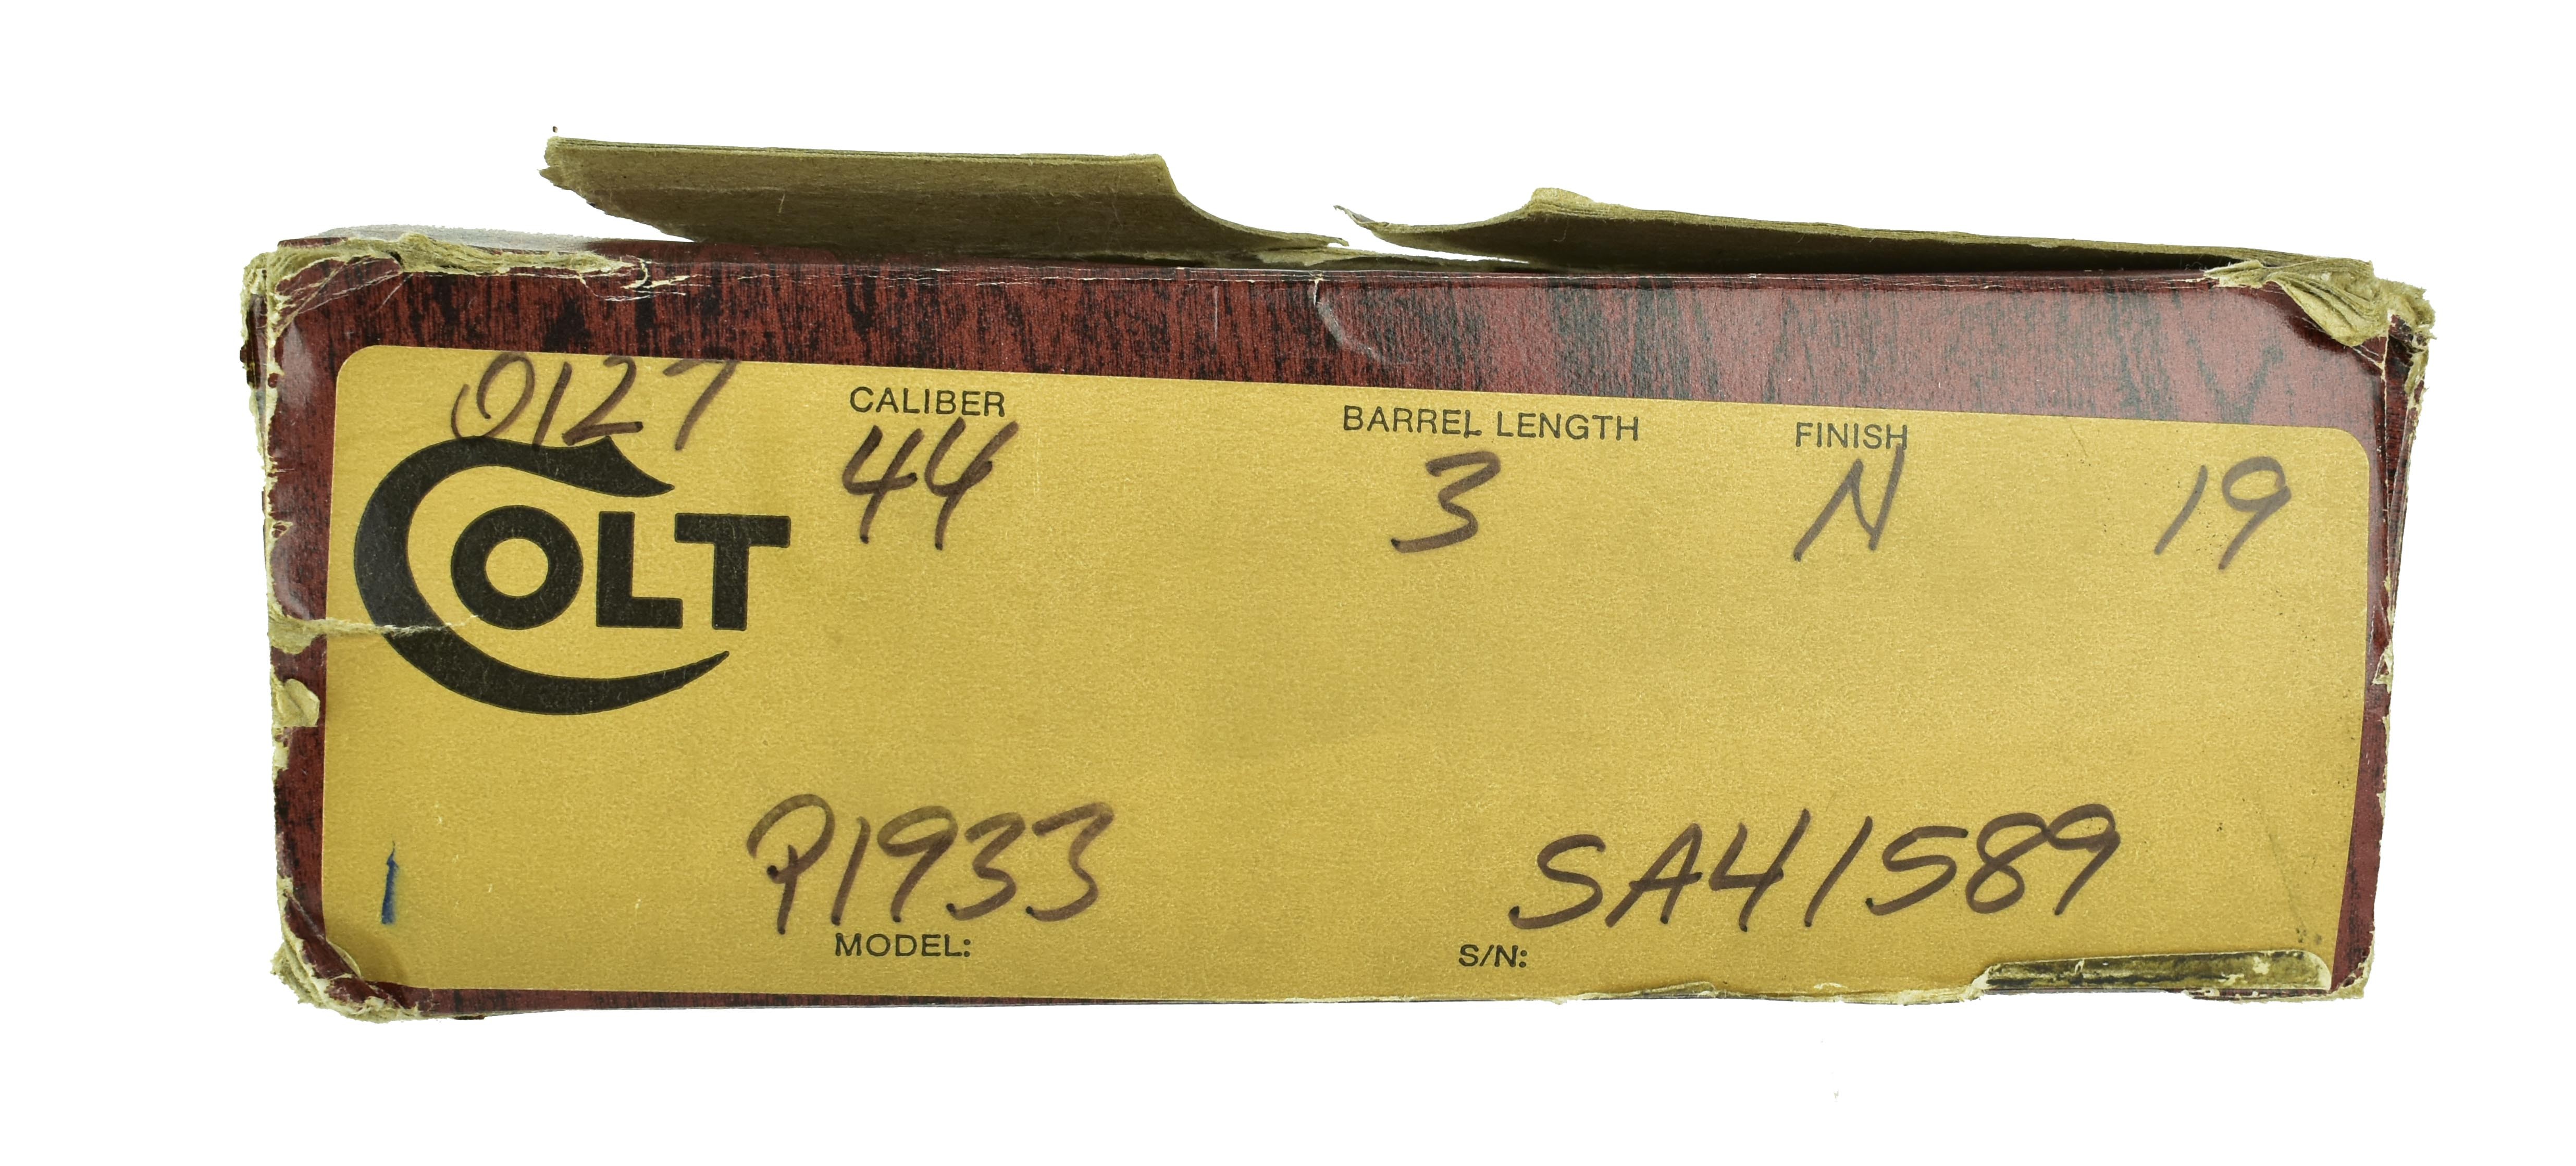 0127
CALIBER BARREL LENGTH FINISH
44 3 N 19
COLT
P1933 SA41589
MODEL: S/N: